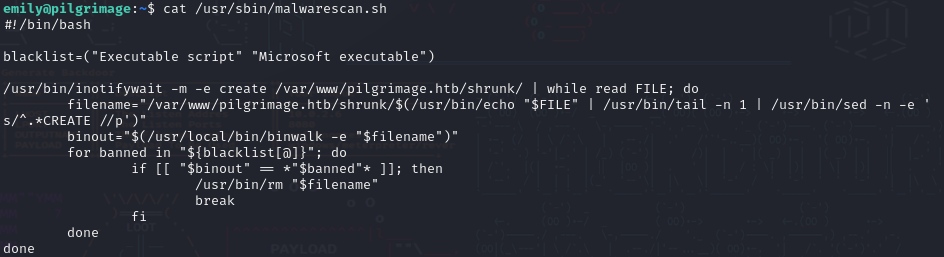 emily@pilgrimage:~$ cat /usr/sbin/malwarescan.sh
#!/bin/bash

blacklist=("Executable script" "Microsoft executable")

/usr/bin/inotifywait -m -e create /var/www/pilgrimage.htb/shrunk/ | while read FILE; do
        filename="/var/www/pilgrimage.htb/shrunk/$(/usr/bin/echo "$FILE" | /usr/bin/tail -n 1 | /usr/bin/sed -n -e '
s/^.*CREATE //p')"
        binout="$(/usr/local/bin/binwalk -e "$filename")"
        for banned in "${blacklist[@]}"; do
                if [[ "$binout" == *"$banned"* ]]; then
                        /usr/bin/rm "$filename"
                        break
                fi
        done
done
LOOT
PAYLOAD